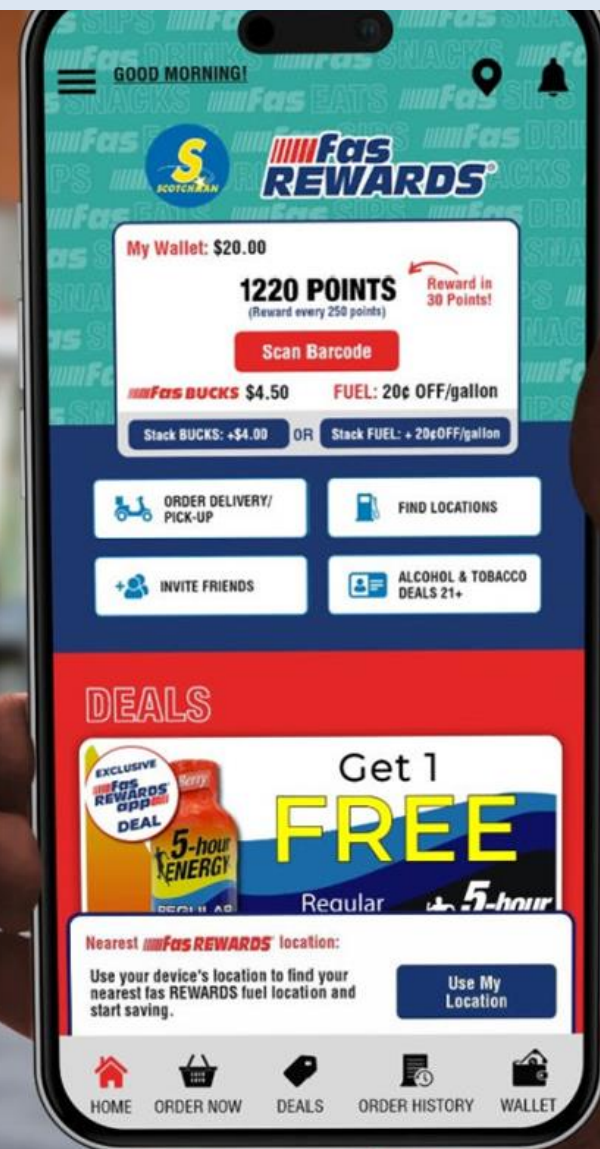 GOOD MORNING!
S
SCOTCHMAN
fas
REWARDS®
My Wallet: $20.00
1220 POINTS
(Reward every 250 points)
Reward in
30 Points!
Scan Barcode
fas BUCKS $4.50
FUEL: 20¢ OFF/gallon
Stack BUCKS: +$4.00
OR
Stack FUEL: + 20¢OFF/gallon
ORDER DELIVERY/
PICK-UP
FIND LOCATIONS
INVITE FRIENDS
ALCOHOL & TOBACCO
DEALS 21+
DEALS
EXCLUSIVE
fas
REWARDS
app
DEAL
Berry
5-hour
ENERGY
REGULAR
Get 1
FREE
Regular
5-hour
Nearest fas REWARDS location:
Use your device's location to find your
nearest fas REWARDS fuel location and
start saving.
Use My
Location
HOME
ORDER NOW
DEALS
ORDER HISTORY
WALLET